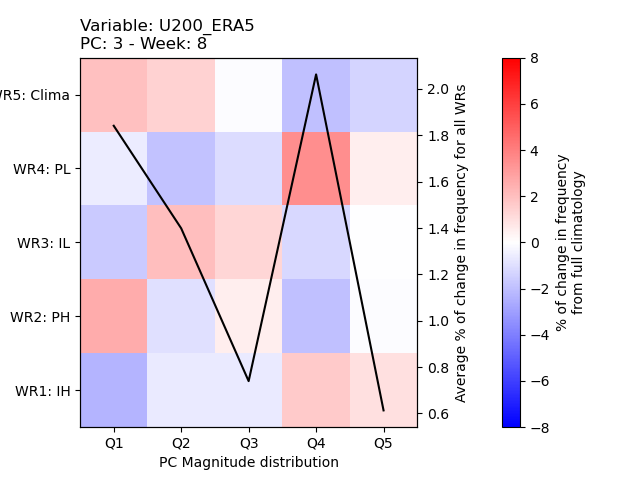 Variable: U200_ERA5
PC: 3 - Week: 8
WR5: Clima
WR4: PL
WR3: IL
WR2: PH
WR1: IH
Q1 Q2 Q3 Q4 Q5
PC Magnitude distribution
2.0
1.8
1.6
1.4
1.2
1.0
0.8
0.6
Average % of change in frequency for all WRs
8
6
4
2
0
−2
−4
−6
−8
% of change in frequency
from full climatology